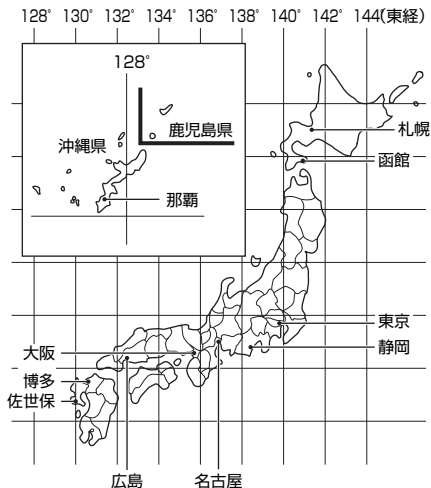 128° 130° 132° 134° 136° 138° 140° 142° 144°(東経)
128°
鹿児島県
沖縄県
那覇
札幌
函館
東京
静岡
大阪
博多
佐世保
広島
名古屋